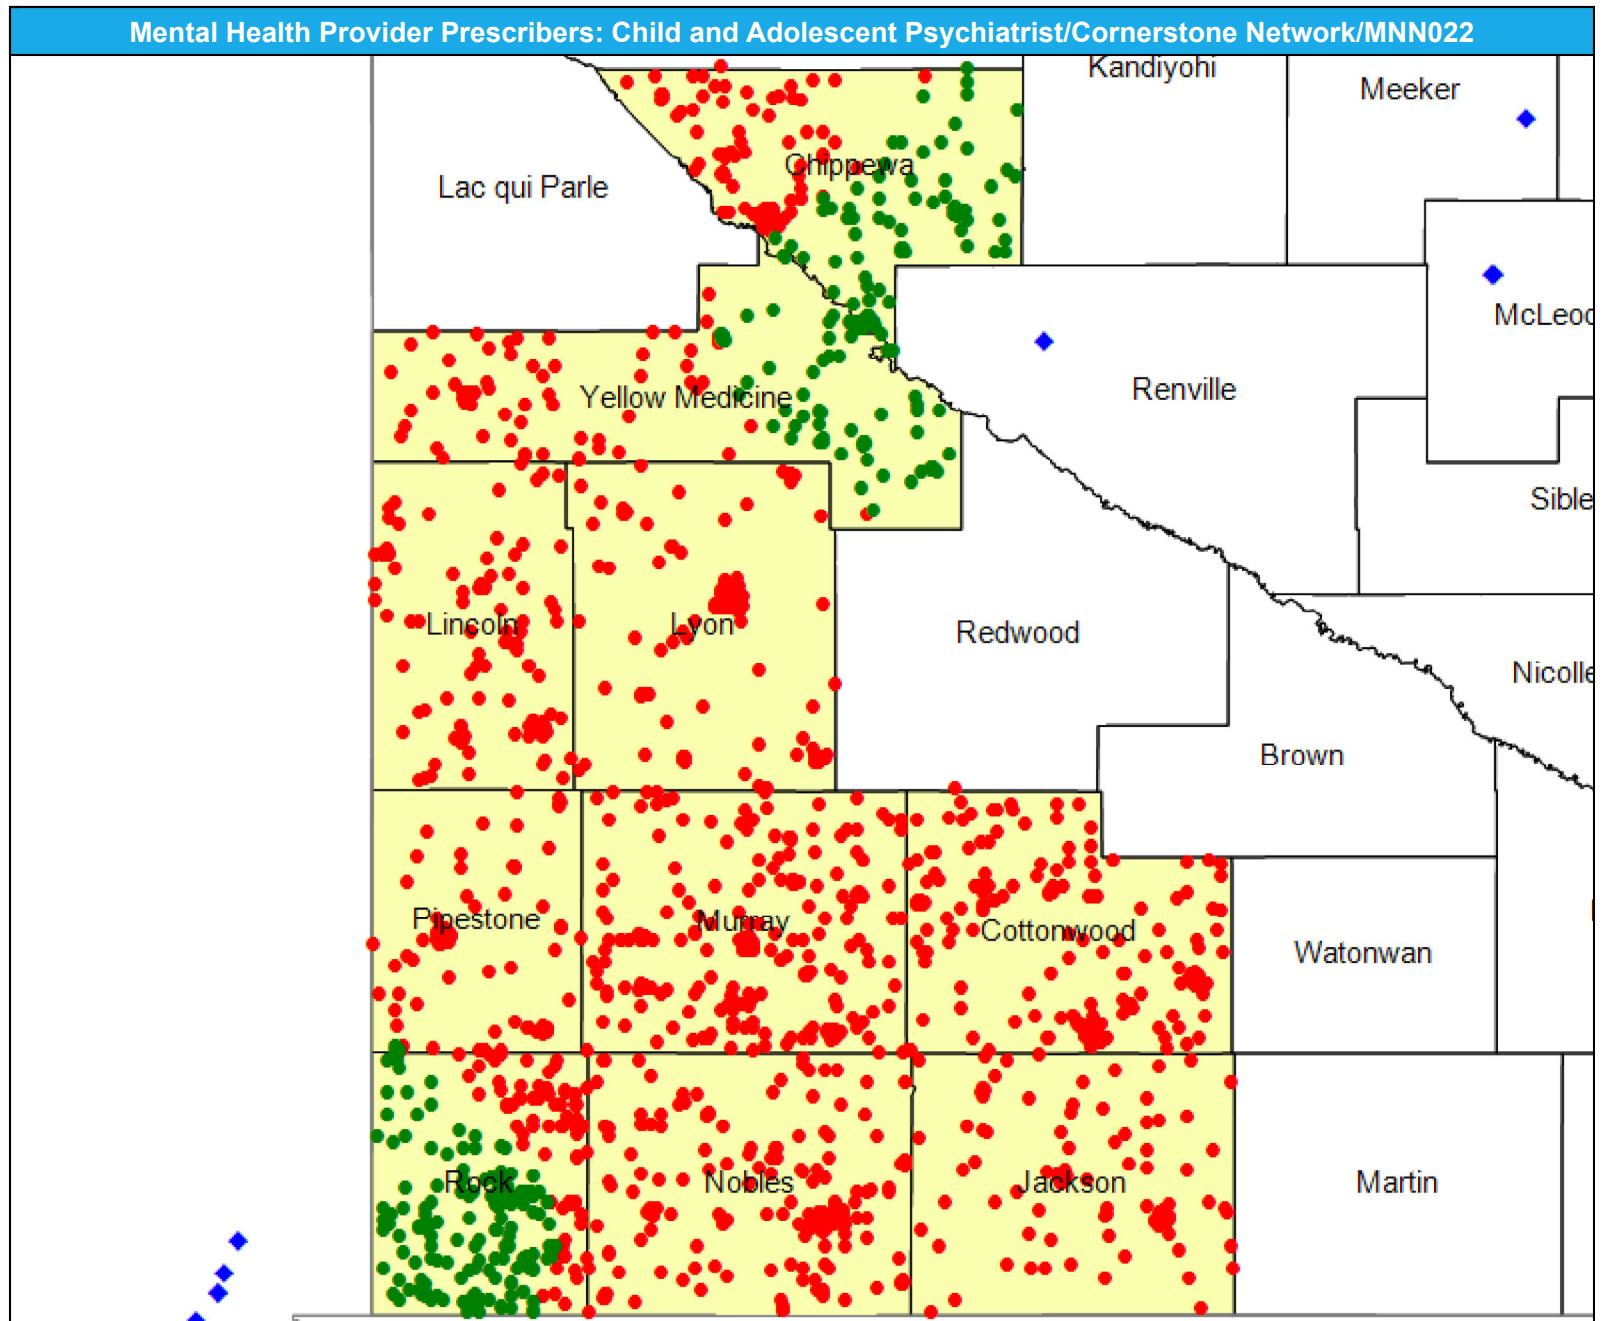 Mental Health Provider Prescribers: Child and Adolescent Psychiatrist/Cornerstone Network/MNN022
Kandiyohi
Meeker
Chippewa
Lac qui Parle
McLeod
Renville
Yellow Medicine
Sible
Lincoln
Lyon
Redwood
Nicolle
Brown
Pipestone
Murray
Cottonwood
Watonwan
Rock
Nobles
Jackson
Martin